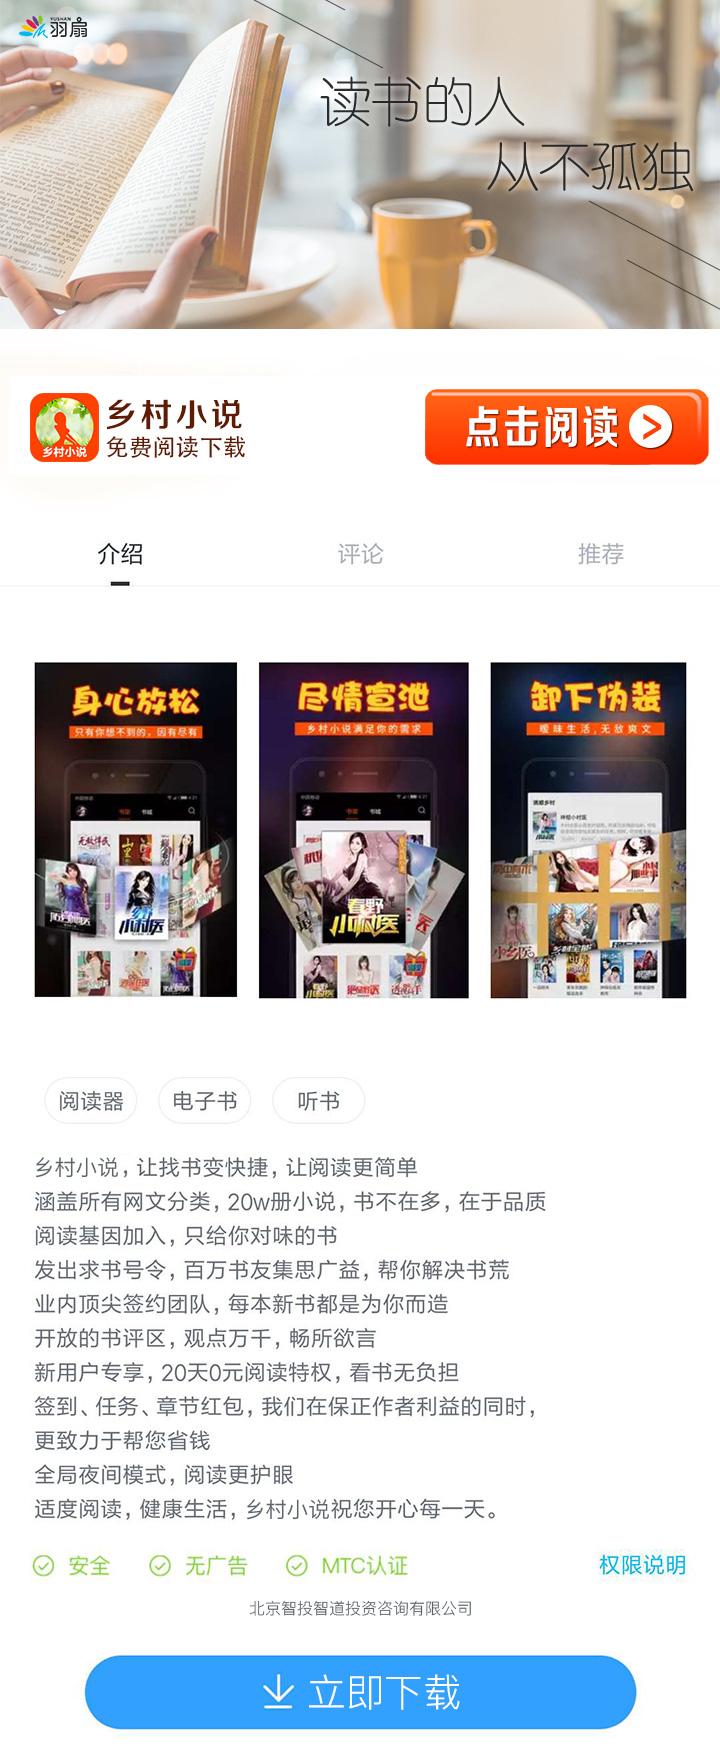 YUSHAN
羽扇
读书的人
从不孤独
乡村小说
乡村小说
免费阅读下载
点击阅读
介绍
评论
推荐
身心放松
只有你想不到的，因有尽有
尽情宣泄
乡村小说满足你的需求
卸下伪装
暧昧生活，无敌爽文
小村医
春野
小村医
小乡医
阅读器
电子书
听书
乡村小说，让找书变快捷，让阅读更简单
涵盖所有网文分类，20w册小说，书不在多，在于品质
阅读基因加入，只给你对味的书
发出求书号令，百万书友集思广益，帮你解决书荒
业内顶尖签约团队，每本新书都是为你而造
开放的书评区，观点万千，畅所欲言
新用户专享，20天0元阅读特权，看书无负担
签到、任务、章节红包，我们在保正作者利益的同时，
更致力于帮您省钱
全局夜间模式，阅读更护眼
适度阅读，健康生活，乡村小说祝您开心每一天。
安全
无广告
MTC认证
权限说明
北京智投智道投资咨询有限公司
立即下载